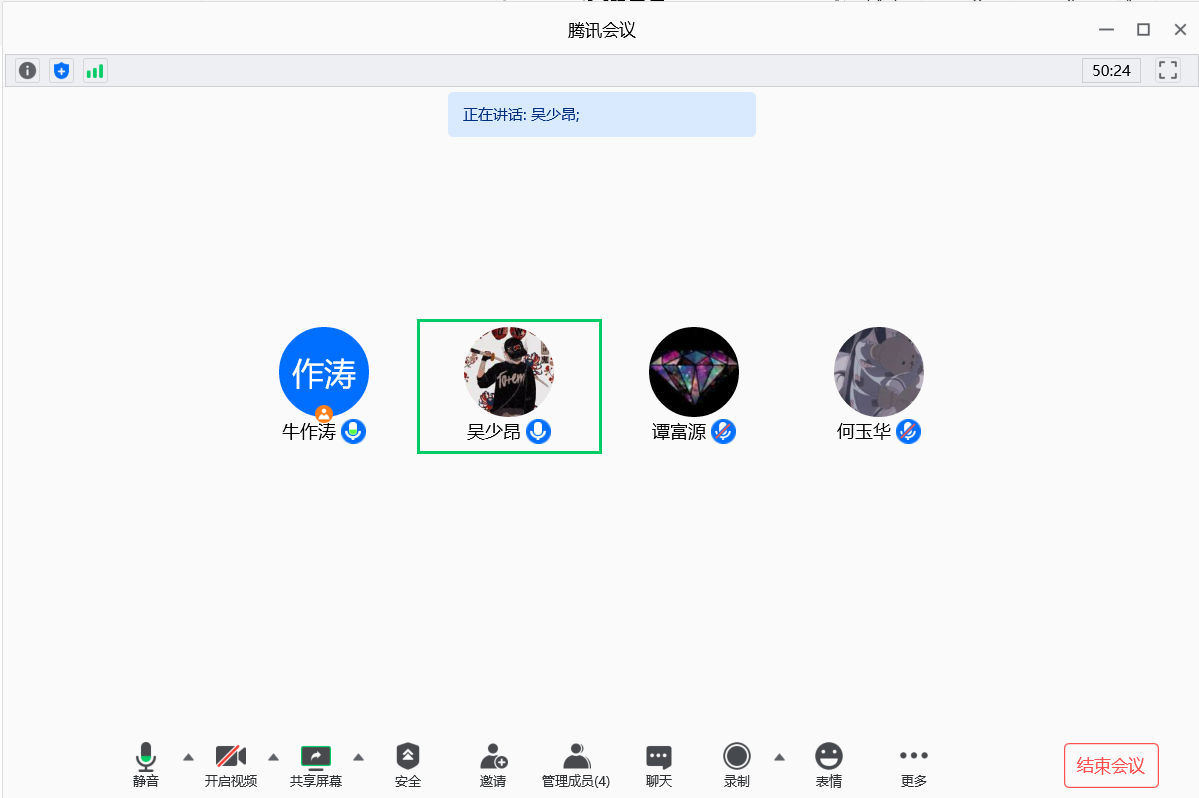 腾讯会议
50:24
正在讲话: 吴少昂;
作涛
Totem
牛作涛
吴少昂
谭富源
何玉华
静音
开启视频
共享屏幕
安全
邀请
管理成员(4)
聊天
录制
表情
更多
结束会议